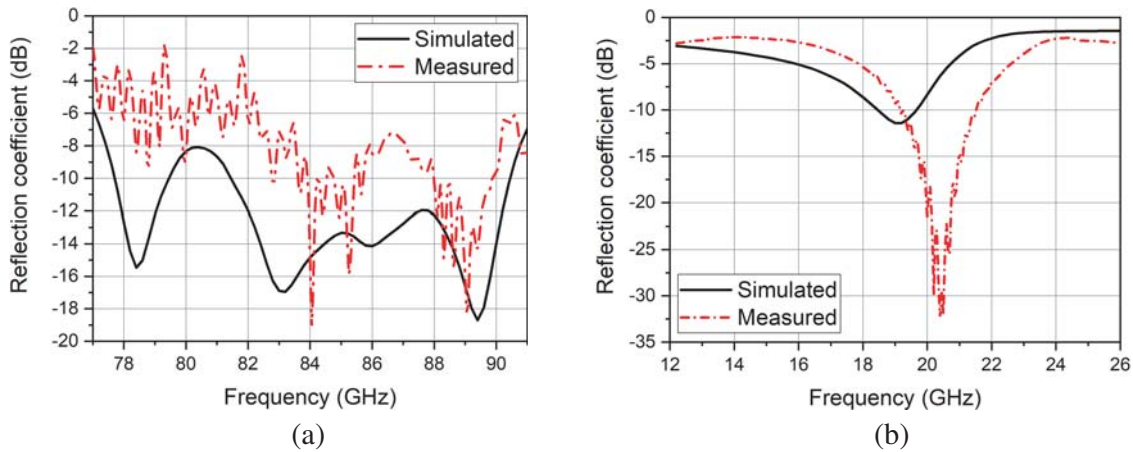 0
-2
-4
-6
-8
-10
-12
-14
-16
-18
-20
Reflection coefficient (dB)
Simulated
Measured
78 80 82 84 86 88 90
Frequency (GHz)
(a)
0
-5
-10
-15
-20
-25
-30
-35
Reflection coefficient (dB)
Simulated
Measured
12 14 16 18 20 22 24 26
Frequency (GHz)
(b)